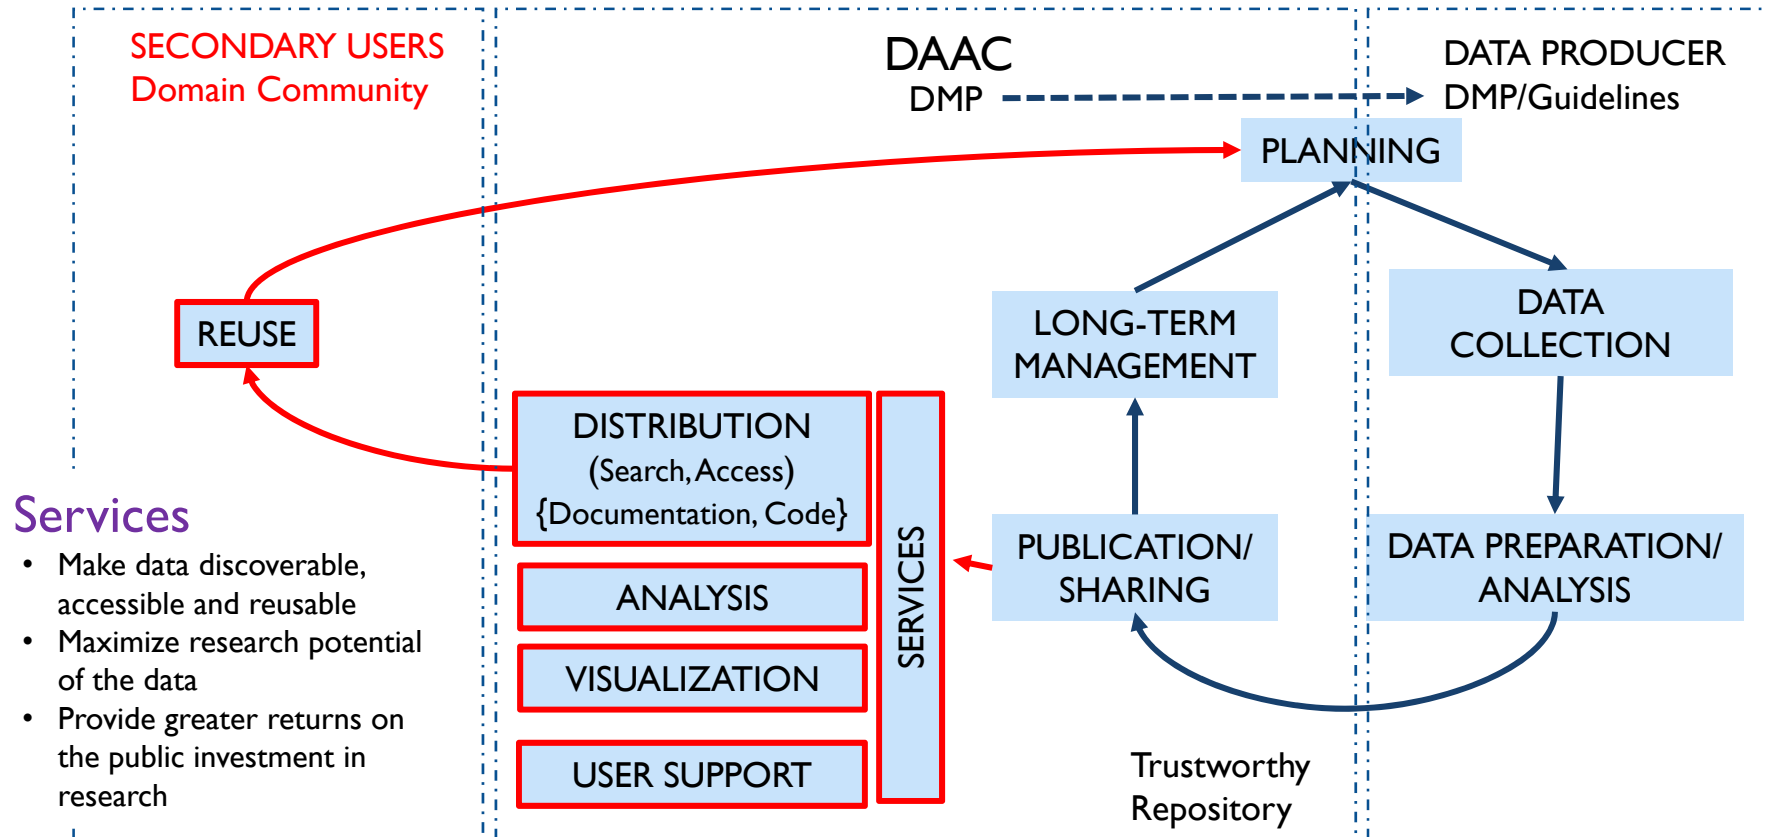 SECONDARY USERS
Domain Community
DAAC
DMP
DATA PRODUCER
DMP/Guidelines
PLANNING
REUSE
LONG-TERM
MANAGEMENT
DATA
COLLECTION
DISTRIBUTION
(Search, Access)
{Documentation, Code}
SERVICES
ANALYSIS
VISUALIZATION
USER SUPPORT
PUBLICATION/
SHARING
DATA PREPARATION/
ANALYSIS
Services
• Make data discoverable,
accessible and reusable
• Maximize research potential
of the data
• Provide greater returns on
the public investment in
research
Trustworthy
Repository